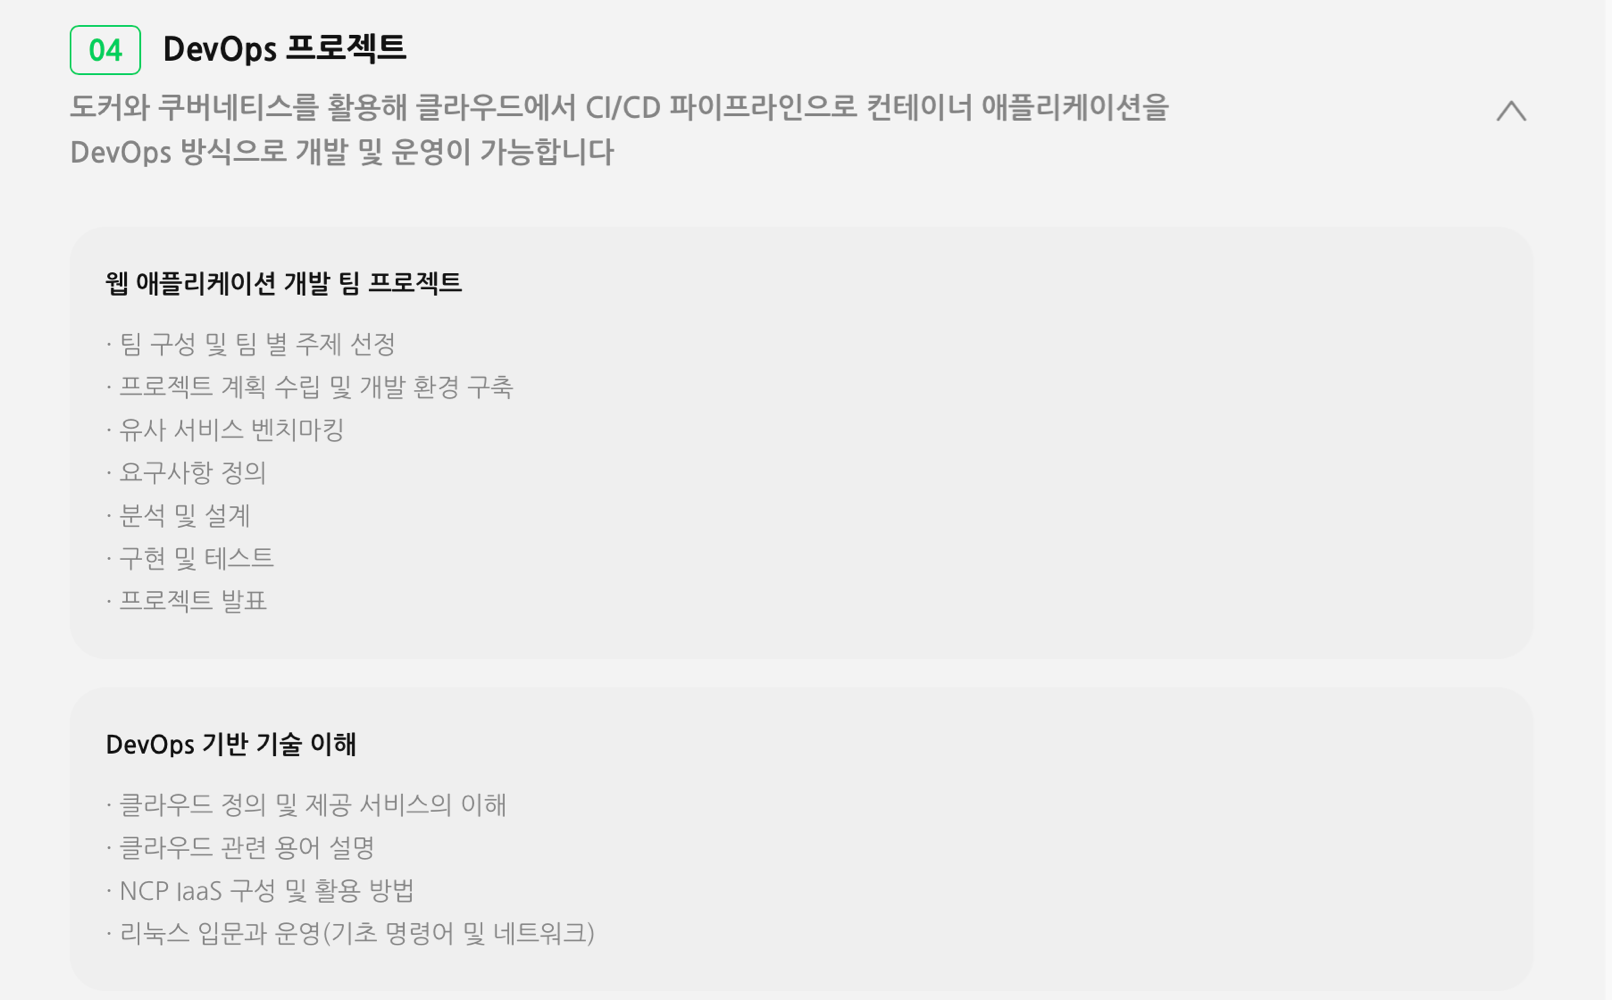 04 DevOps 프로젝트
도커와 쿠버네티스를 활용해 클라우드에서 CI/CD 파이프라인으로 컨테이너 애플리케이션을
DevOps 방식으로 개발 및 운영이 가능합니다
웹 애플리케이션 개발 팀 프로젝트
· 팀 구성 및 팀 별 주제 선정
· 프로젝트 계획 수립 및 개발 환경 구축
· 유사 서비스 벤치마킹
· 요구사항 정의
· 분석 및 설계
· 구현 및 테스트
· 프로젝트 발표
DevOps 기반 기술 이해
· 클라우드 정의 및 제공 서비스의 이해
· 클라우드 관련 용어 설명
· NCP IaaS 구성 및 활용 방법
· 리눅스 입문과 운영(기초 명령어 및 네트워크)